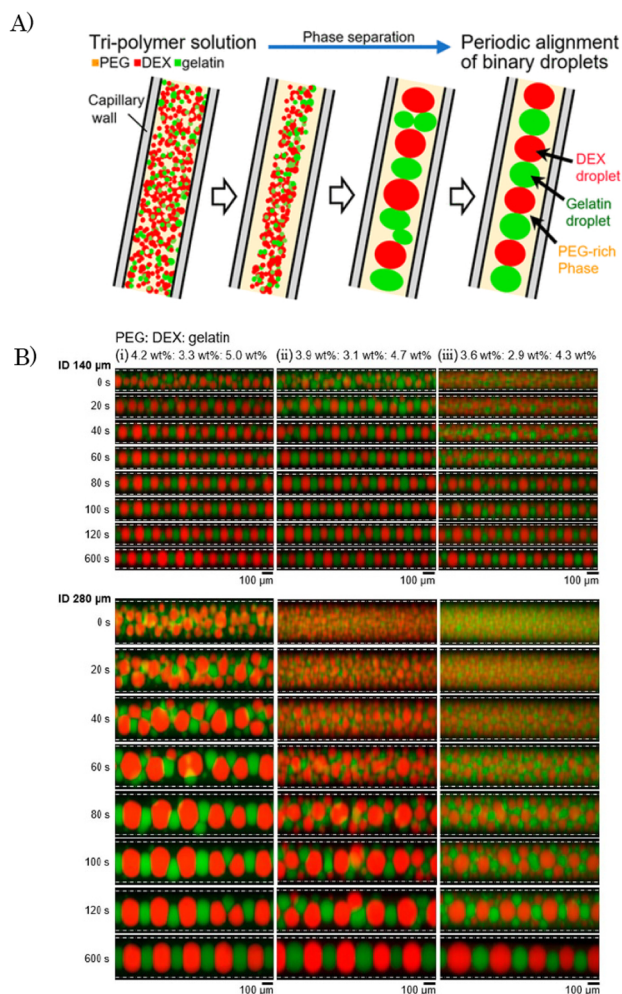 A)
Tri-polymer solution
Phase separation
Periodic alignment
of binary droplets
■PEG ■DEX ■gelatin
Capillary
wall
DEX
droplet
Gelatin
droplet
PEG-rich
Phase
B)
PEG: DEX: gelatin
(i) 4.2 wt%: 3.3 wt%: 5.0 wt% (ii) 3.9 wt%: 3.1 wt%: 4.7 wt% (iii) 3.6 wt%: 2.9 wt%: 4.3 wt%
ID 140 µm
0 s
20 s
40 s
60 s
80 s
100 s
120 s
600 s
100 µm 100 µm 100 µm
ID 280 µm
0 s
20 s
40 s
60 s
80 s
100 s
120 s
600 s
100 µm 100 µm 100 µm